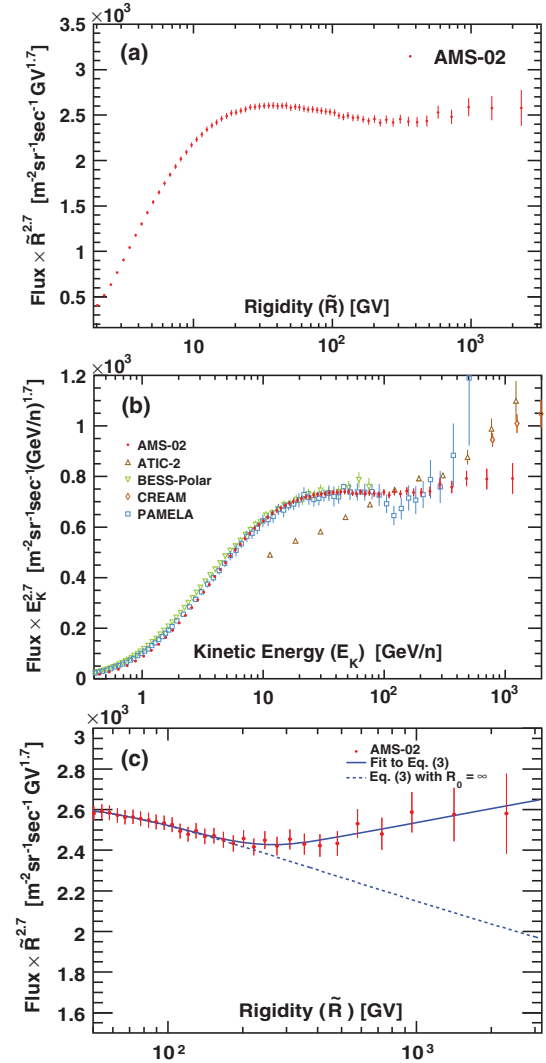 ×10³
3.5
3
2.5
2
1.5
1
0.5
(a)
AMS-02
Flux × R̃^2.7 [m⁻²sr⁻¹sec⁻¹ GV^1.7]
Rigidity (R̃) [GV]
10
10²
10³
×10³
1.2
1
0.8
0.6
0.4
0.2
0
(b)
AMS-02
ATIC-2
BESS-Polar
CREAM
PAMELA
Flux × E_K^2.7 [m⁻²sr⁻¹sec⁻¹(GeV/n)^1.7]
Kinetic Energy (E_K) [GeV/n]
1
10
10²
10³
×10³
3
2.8
2.6
2.4
2.2
2
1.8
1.6
(c)
AMS-02
Fit to Eq. (3)
Eq. (3) with R₀ = ∞
Flux × R̃^2.7 [m⁻²sr⁻¹sec⁻¹ GV^1.7]
Rigidity (R̃ ) [GV]
10²
10³